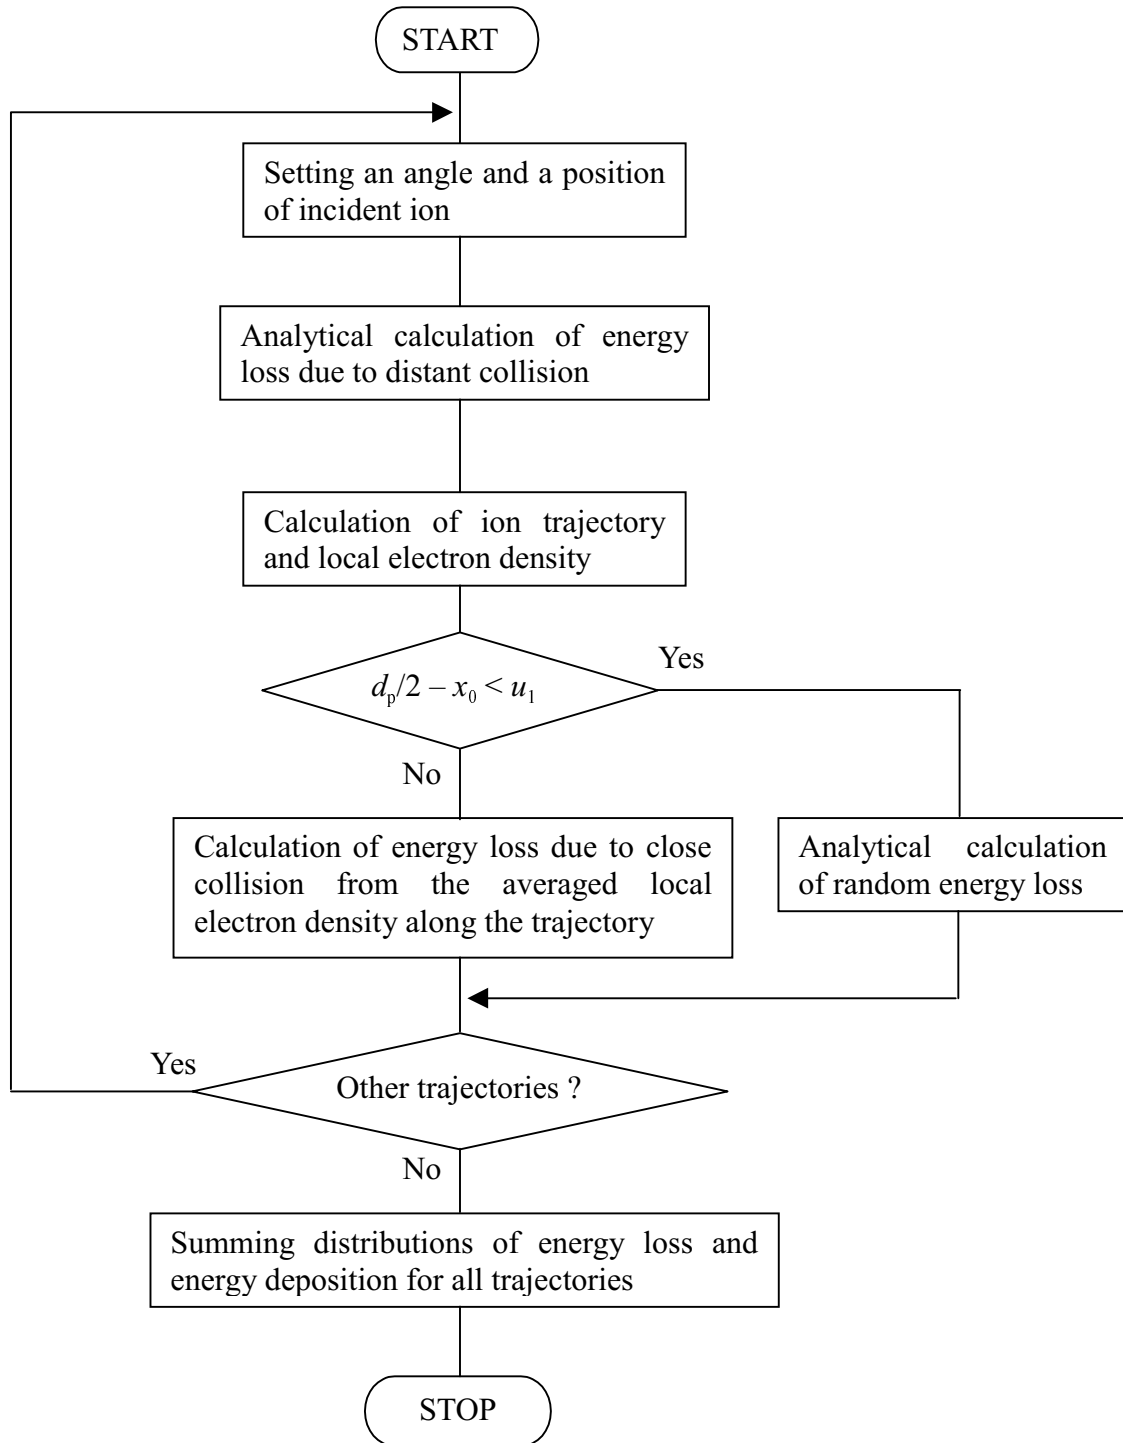 START
Setting an angle and a position
of incident ion
Analytical calculation of energy
loss due to distant collision
Calculation of ion trajectory
and local electron density
Yes
d_p/2 – x_0 < u_1
No
Calculation of energy loss due to close
collision from the averaged local
electron density along the trajectory
Analytical calculation
of random energy loss
Yes
Other trajectories ?
No
Summing distributions of energy loss and
energy deposition for all trajectories
STOP